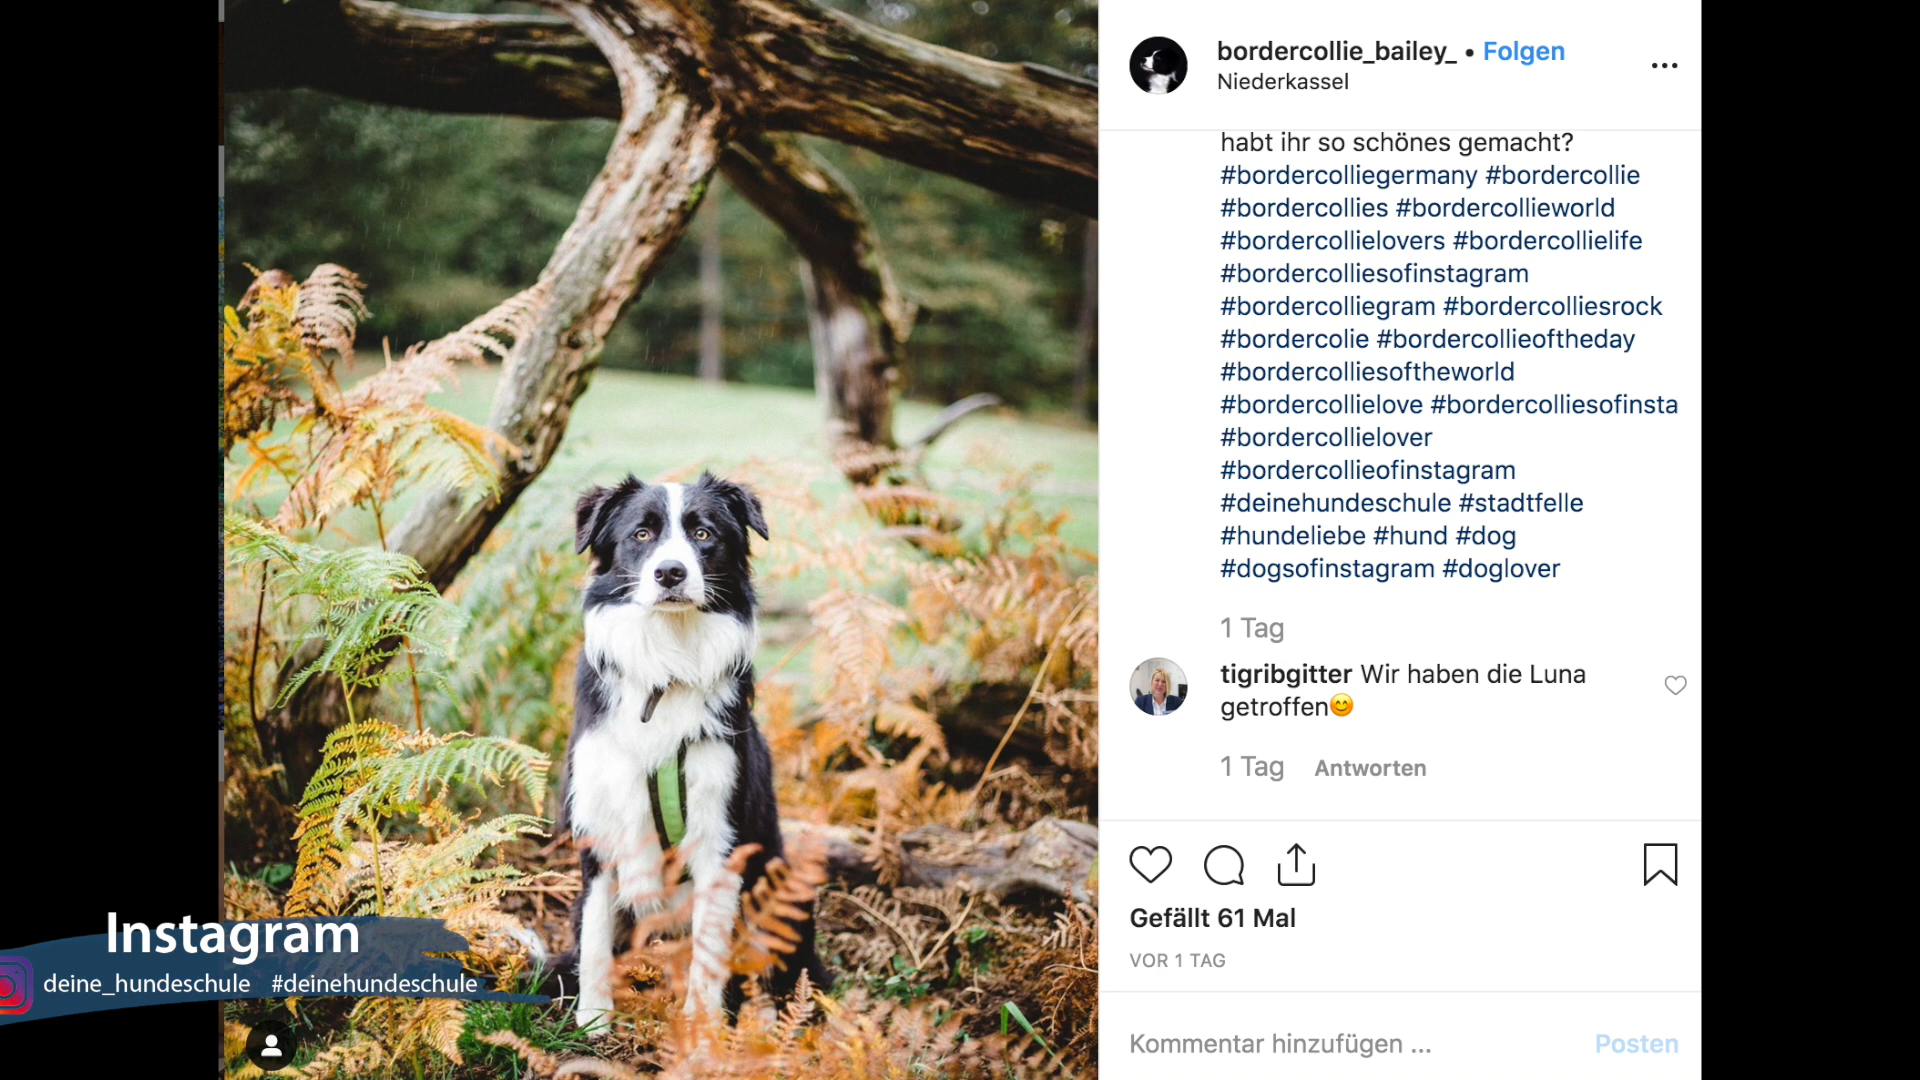 bordercollie_bailey_ • Folgen
Niederkassel
habt ihr so schönes gemacht?
#bordercolliegermany #bordercollie
#bordercollies #bordercollieworld
#bordercollielovers #bordercollielife
#bordercolliesofinstagram
#bordercolliegram #bordercolliesrock
#bordercolie #bordercollieoftheday
#bordercolliesoftheworld
#bordercollielove #bordercolliesofinsta
#bordercollielover
#bordercollieofinstagram
#deinehundeschule #stadtfelle
#hundeliebe #hund #dog
#dogsofinstagram #doglover
1 Tag
tigribgitter Wir haben die Luna
getroffen😊
1 Tag Antworten
Gefällt 61 Mal
VOR 1 TAG
Kommentar hinzufügen ... Posten
Instagram
deine_hundeschule #deinehundeschule